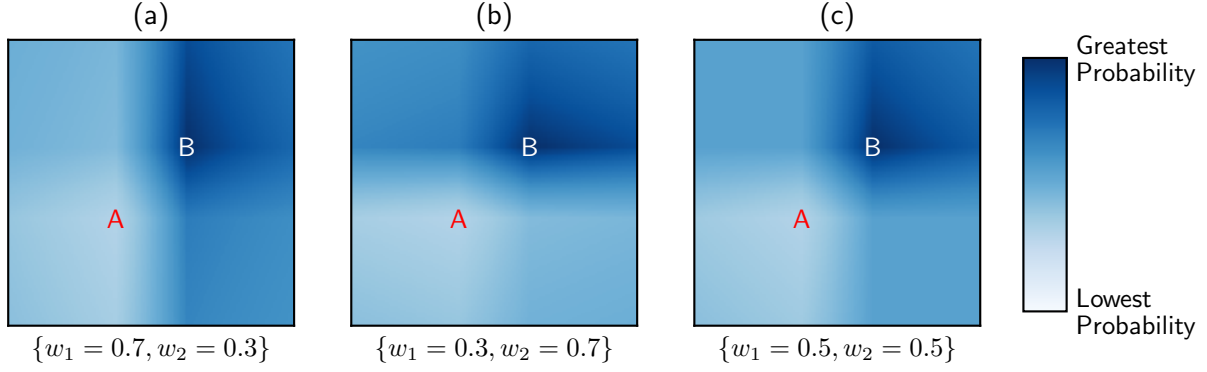 (a)
(b)
(c)
B
A
B
A
B
A
Greatest
Probability
Lowest
Probability
{w₁ = 0.7, w₂ = 0.3}
{w₁ = 0.3, w₂ = 0.7}
{w₁ = 0.5, w₂ = 0.5}